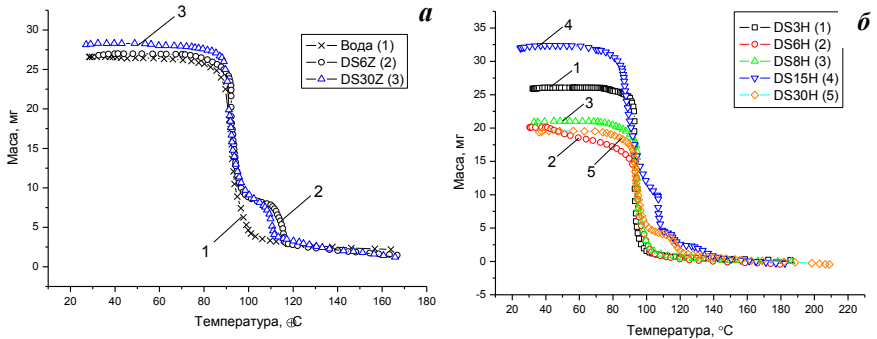 а
3
Вода (1)
DS6Z (2)
DS30Z (3)
Маса, мг
35
30
25
20
15
10
5
0
2
1
20 40 60 80 100 120 140 160 180
Температура, °C
б
4
DS3H (1)
DS6H (2)
DS8H (3)
DS15H (4)
DS30H (5)
Маса, мг
35
30
25
20
15
10
5
0
-5
1
3
2
5
20 40 60 80 100 120 140 160 180 200 220
Температура, °C